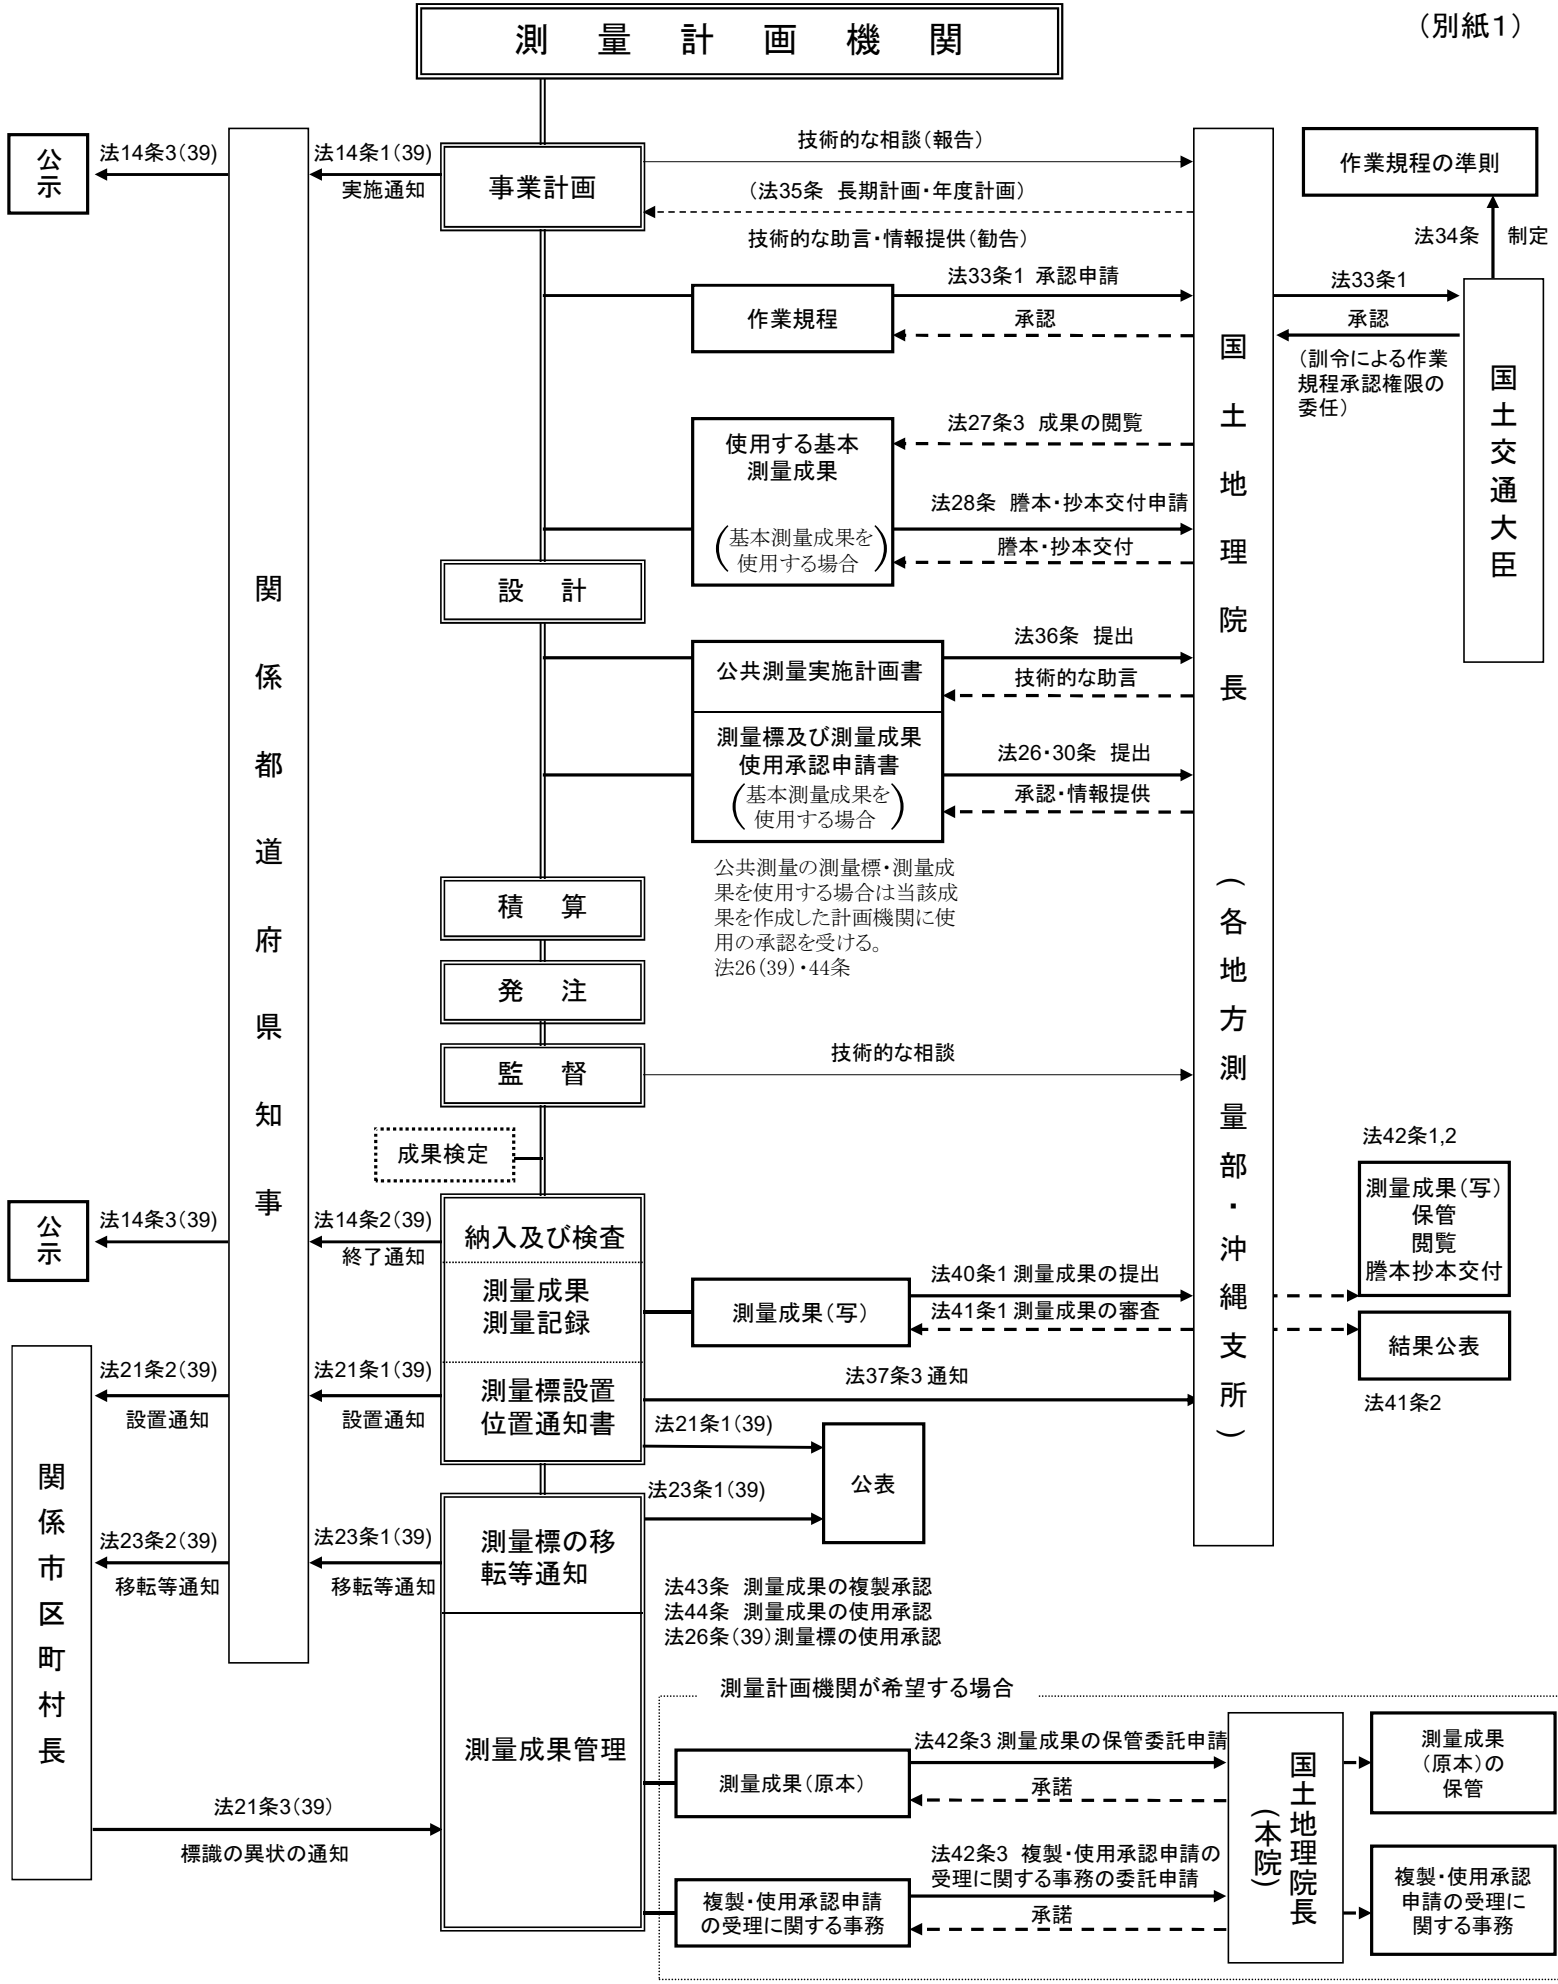 (別紙1)
測量計画機関
公示
法14条3(39)
法14条1(39)
実施通知
事業計画
技術的な相談(報告)
(法35条 長期計画・年度計画)
技術的な助言・情報提供(勧告)
作業規程の準則
法34条 制定
法33条1 承認申請
作業規程
承認
法33条1
承認
(訓令による作業
規程承認権限の
委任)
国土交通大臣
国土地理院長(各地方測量部・沖縄支所)
関係都道府県知事
使用する基本
測量成果
(基本測量成果を
使用する場合)
法27条3 成果の閲覧
法28条 謄本・抄本交付申請
謄本・抄本交付
設計
公共測量実施計画書
法36条 提出
技術的な助言
測量標及び測量成果
使用承認申請書
(基本測量成果を
使用する場合)
法26・30条 提出
承認・情報提供
公共測量の測量標・測量成
果を使用する場合は当該成
果を作成した計画機関に使
用の承認を受ける。
法26(39)・44条
積算
発注
監督
技術的な相談
成果検定
公示
法14条3(39)
法14条2(39)
終了通知
納入及び検査
測量成果
測量記録
測量成果(写)
法40条1 測量成果の提出
法41条1 測量成果の審査
法42条1,2
測量成果(写)
保管
閲覧
謄本抄本交付
結果公表
法41条2
法21条2(39)
設置通知
法21条1(39)
設置通知
測量標設置
位置通知書
法37条3 通知
法21条1(39)
公表
法23条1(39)
関係市区町村長
法23条2(39)
移転等通知
法23条1(39)
移転等通知
測量標の移
転等通知
法43条 測量成果の複製承認
法44条 測量成果の使用承認
法26条(39)測量標の使用承認
測量計画機関が希望する場合
測量成果管理
法21条3(39)
標識の異状の通知
測量成果(原本)
法42条3 測量成果の保管委託申請
承諾
国土地理院長
(本院)
測量成果
(原本)の
保管
複製・使用承認申請
の受理に関する事務
法42条3 複製・使用承認申請の
受理に関する事務の委託申請
承諾
複製・使用承認
申請の受理に
関する事務